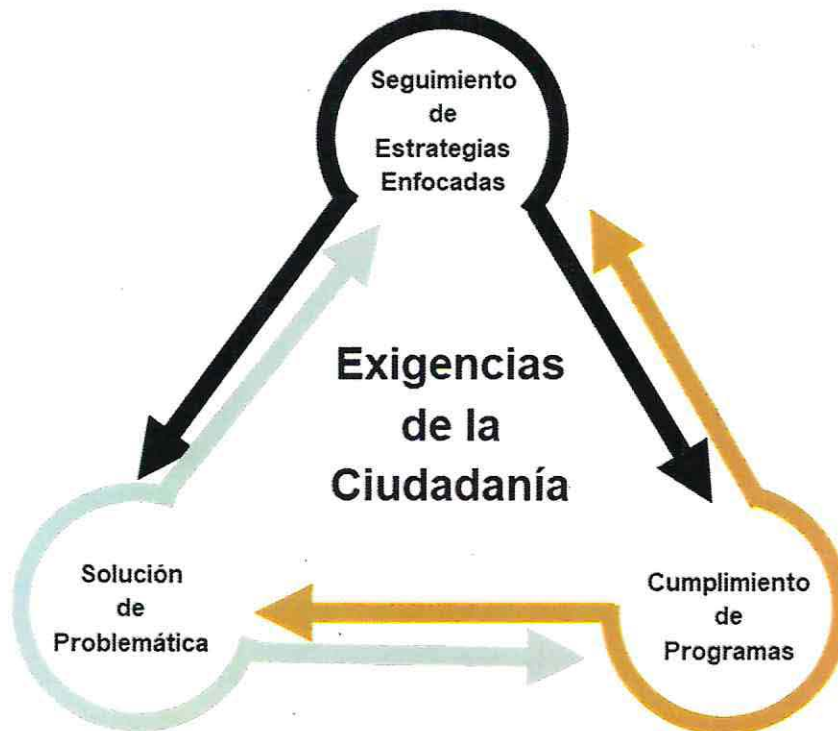 Seguimiento
de
Estrategias
Enfocadas
Exigencias
de la
Ciudadanía
Solución
de
Problemática
Cumplimiento
de
Programas